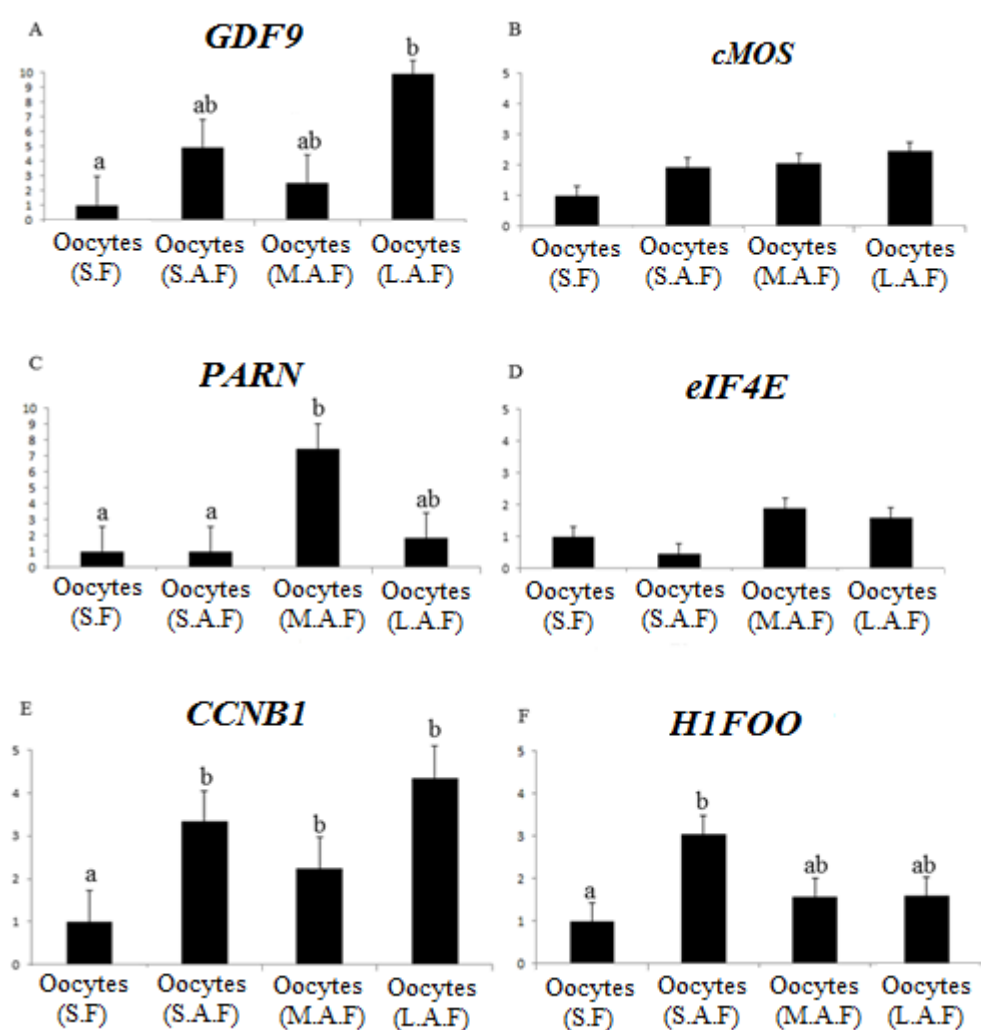 A
GDF9
10
9
8
7
6
5
4
3
2
1
0
a
ab
ab
b
Oocytes Oocytes Oocytes Oocytes
(S.F) (S.A.F) (M.A.F) (L.A.F)
B
cMOS
5
4
3
2
1
0
Oocytes Oocytes Oocytes Oocytes
(S.F) (S.A.F) (M.A.F) (L.A.F)
C
PARN
10
9
8
7
6
5
4
3
2
1
0
a
a
b
ab
Oocytes Oocytes Oocytes Oocytes
(S.F) (S.A.F) (M.A.F) (L.A.F)
D
eIF4E
5
4
3
2
1
0
Oocytes Oocytes Oocytes Oocytes
(S.F) (S.A.F) (M.A.F) (L.A.F)
E
CCNB1
5
4
3
2
1
0
a
b
b
b
Oocytes Oocytes Oocytes Oocytes
(S.F) (S.A.F) (M.A.F) (L.A.F)
F
H1FOO
5
4
3
2
1
0
a
b
ab
ab
Oocytes Oocytes Oocytes Oocytes
(S.F) (S.A.F) (M.A.F) (L.A.F)